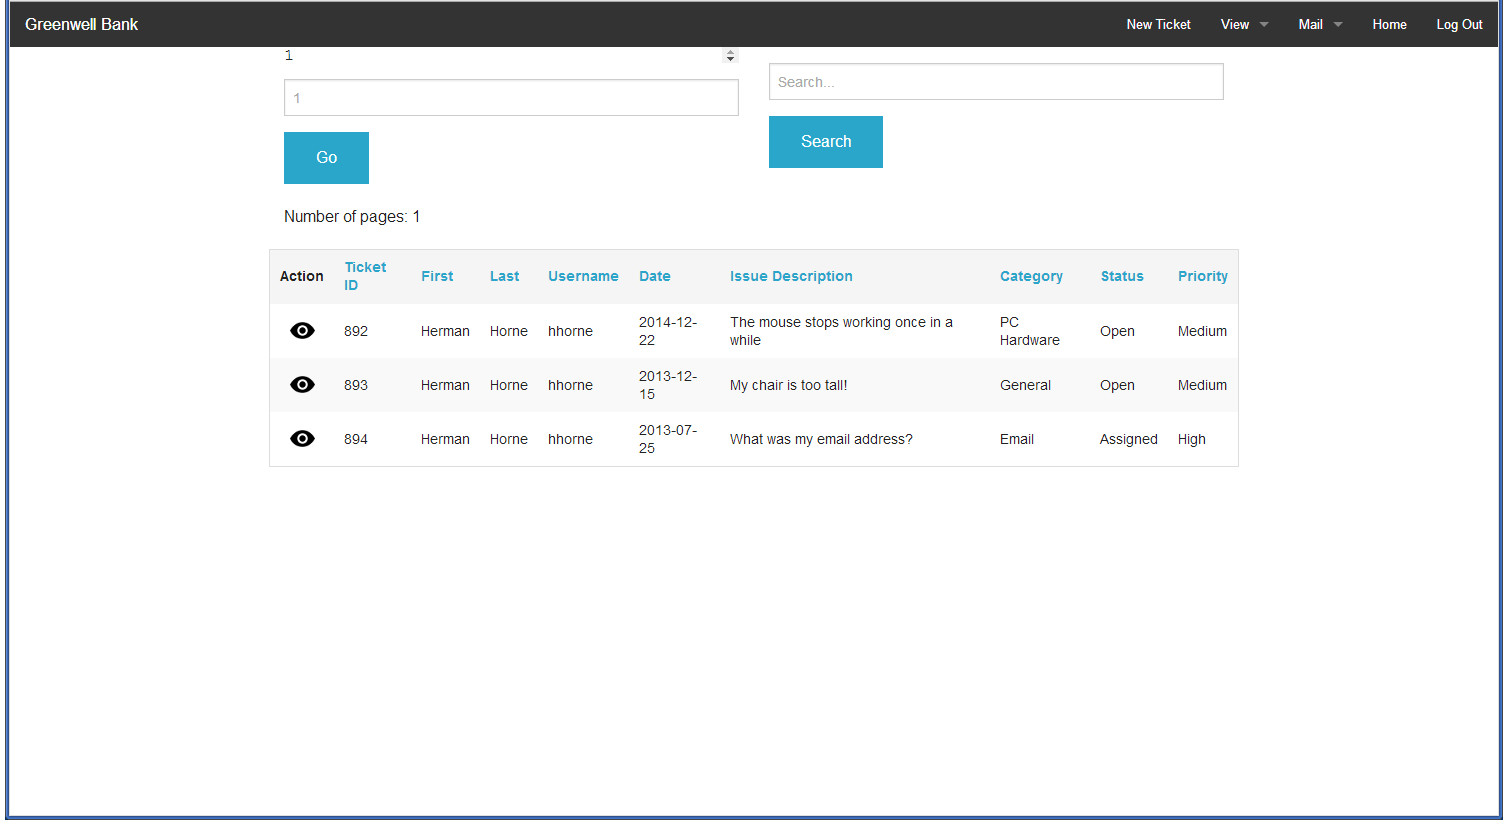 Greenwell Bank New Ticket View Mail Home Log Out
1
1
Search...
Go
Search
Number of pages: 1
Action Ticket ID First Last Username Date Issue Description Category Status Priority
892 Herman Horne hhorne 2014-12-22 The mouse stops working once in a while PC Hardware Open Medium
893 Herman Horne hhorne 2013-12-15 My chair is too tall! General Open Medium
894 Herman Horne hhorne 2013-07-25 What was my email address? Email Assigned High